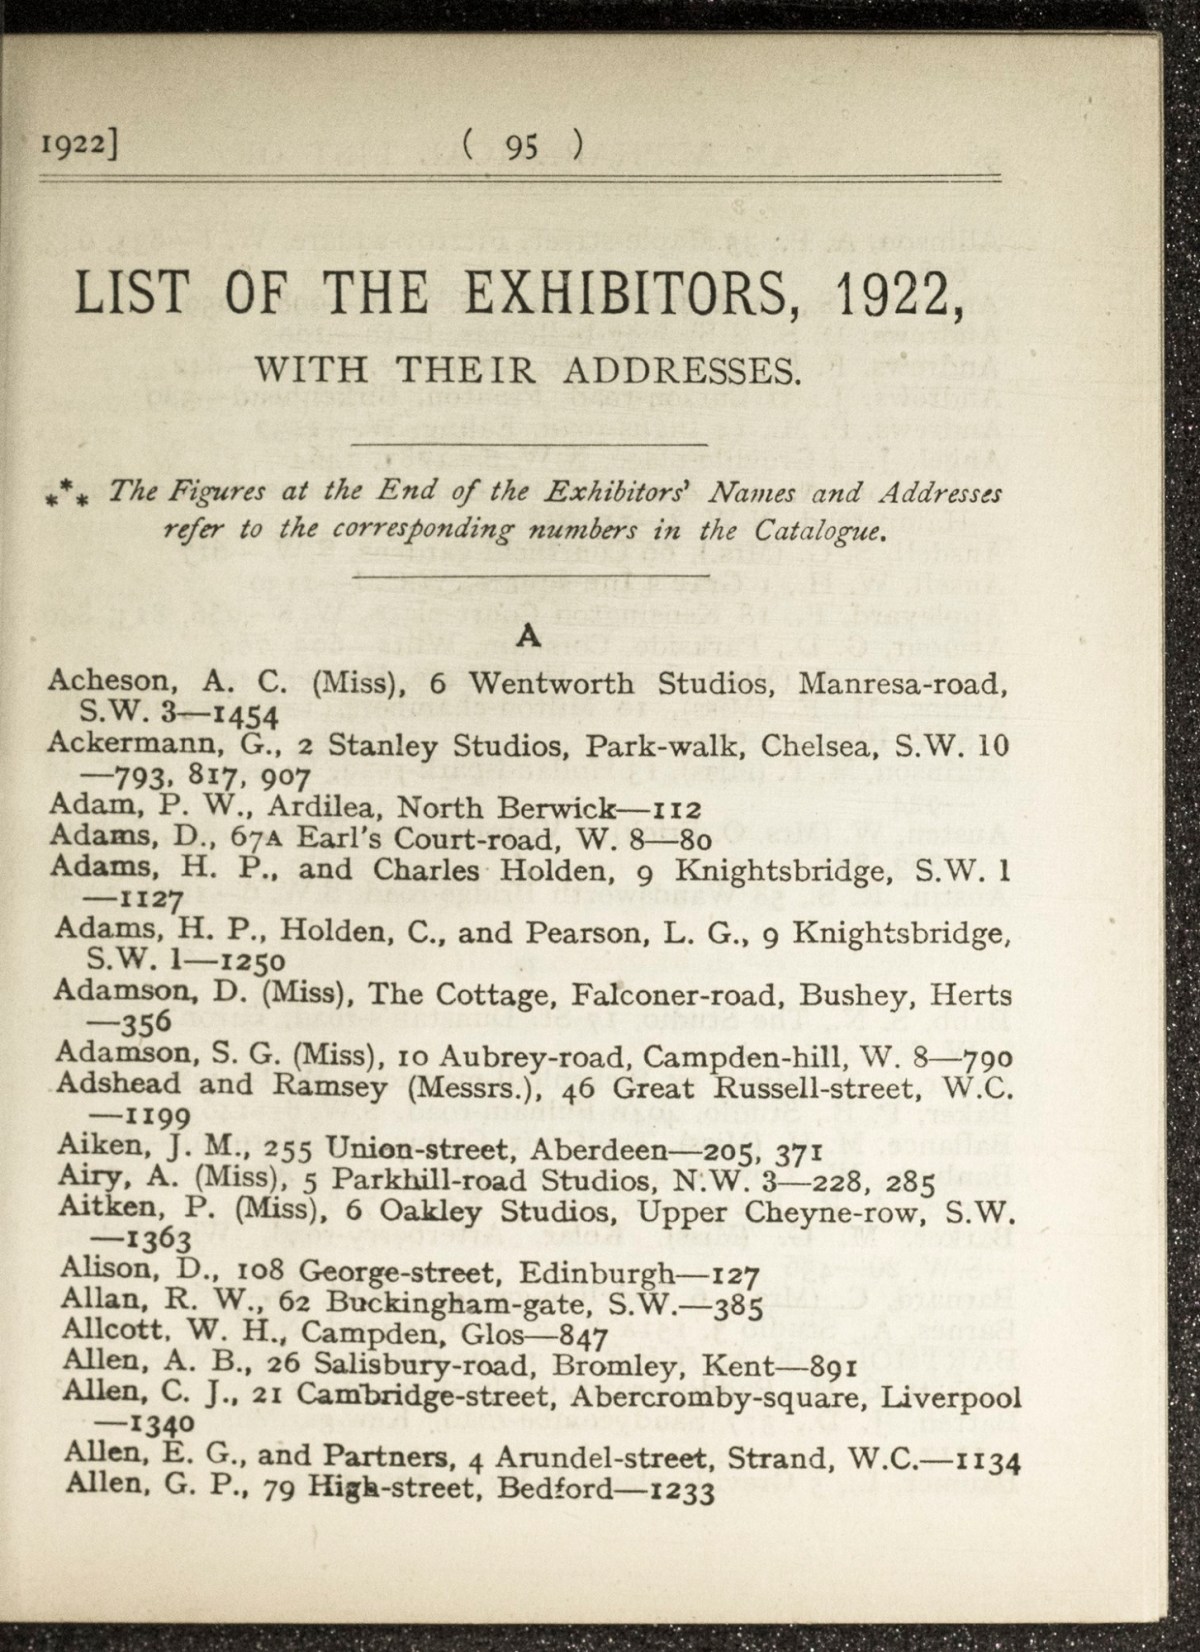 1922]
( 95 )
LIST OF THE EXHIBITORS, 1922,
WITH THEIR ADDRESSES.
*** The Figures at the End of the Exhibitors' Names and Addresses
refer to the corresponding numbers in the Catalogue.
A
Acheson, A. C. (Miss), 6 Wentworth Studios, Manresa-road,
S.W. 3—1454
Ackermann, G., 2 Stanley Studios, Park-walk, Chelsea, S.W. 10
—793, 817, 907
Adam, P. W., Ardilea, North Berwick—112
Adams, D., 67A Earl's Court-road, W. 8—80
Adams, H. P., and Charles Holden, 9 Knightsbridge, S.W. 1
—1127
Adams, H. P., Holden, C., and Pearson, L. G., 9 Knightsbridge,
S.W. 1—1250
Adamson, D. (Miss), The Cottage, Falconer-road, Bushey, Herts
—356
Adamson, S. G. (Miss), 10 Aubrey-road, Campden-hill, W. 8—790
Adshead and Ramsey (Messrs.), 46 Great Russell-street, W.C.
—1199
Aiken, J. M., 255 Union-street, Aberdeen—205, 371
Airy, A. (Miss), 5 Parkhill-road Studios, N.W. 3—228, 285
Aitken, P. (Miss), 6 Oakley Studios, Upper Cheyne-row, S.W.
—1363
Alison, D., 108 George-street, Edinburgh—127
Allan, R. W., 62 Buckingham-gate, S.W.—385
Allcott, W. H., Campden, Glos—847
Allen, A. B., 26 Salisbury-road, Bromley, Kent—891
Allen, C. J., 21 Cambridge-street, Abercromby-square, Liverpool
—1340
Allen, E. G., and Partners, 4 Arundel-street, Strand, W.C.—1134
Allen, G. P., 79 High-street, Bedford—1233